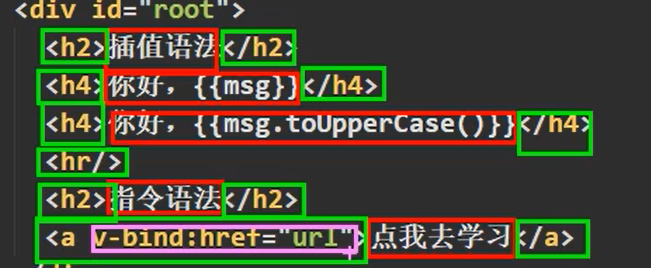 <div id="root">
<h2>插值语法</h2>
<h4>你好，{{msg}}</h4>
<h4>你好，{{msg.toUpperCase()}}</h4>
<hr/>
<h2>指令语法</h2>
<a v-bind:href="url">点我去学习</a>